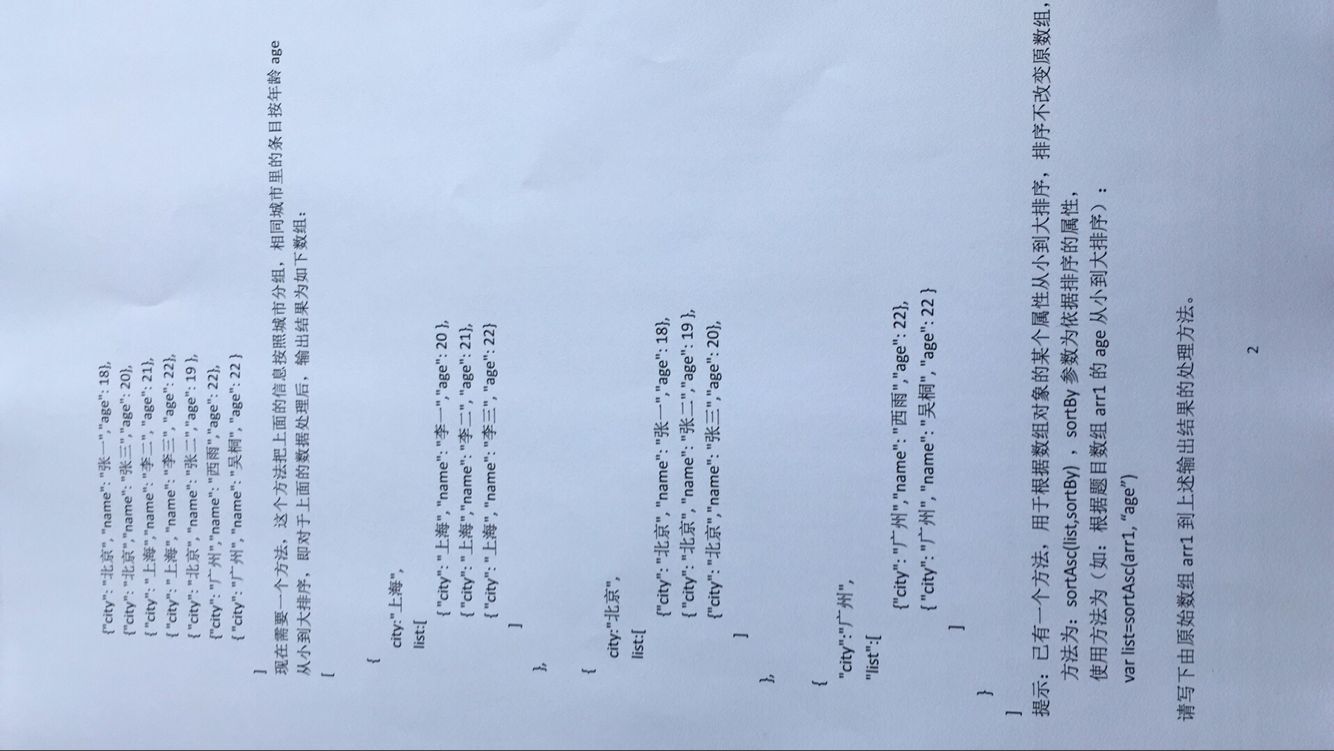 {"city": "北京","name": "张一","age": 18},
{"city": "北京","name": "张三","age": 20},
{ "city": "上海","name": "李二","age": 21},
{ "city": "上海", "name": "李三","age": 22},
{ "city": "北京", "name": "张二","age": 19 },
{"city": "广州","name": "西雨","age": 22},
{ "city": "广州", "name": "吴桐", "age": 22 }
]
现在需要一个方法,这个方法把上面的信息按照城市分组,相同城市里的条目按年龄 age
从小到大排序,即对于上面的数据处理后,输出结果为如下数组:
[
{
city:"上海",
list:[
{ "city": "上海", "name": "李一","age": 20 },
{ "city": "上海","name": "李二","age": 21},
{ "city": "上海", "name": "李三","age": 22}
]
},
{
city:"北京",
list:[
{"city": "北京","name": "张一","age": 18},
{ "city": "北京", "name": "张二","age": 19 },
{"city": "北京","name": "张三","age": 20},
]
},
{
"city":"广州",
"list":[
{"city": "广州","name": "西雨","age": 22},
{ "city": "广州", "name": "吴桐", "age": 22 }
]
}
]
提示:已有一个方法,用于根据数组对象的某个属性从小到大排序,排序不改变原数组,
方法为:sortAsc(list,sortBy) ,sortBy 参数为依据排序的属性,
使用方法为(如:根据题目数组 arr1 的 age 从小到大排序):
var list=sortAsc(arr1, “age”)
请写下由原始数组 arr1 到上述输出结果的处理方法。
2